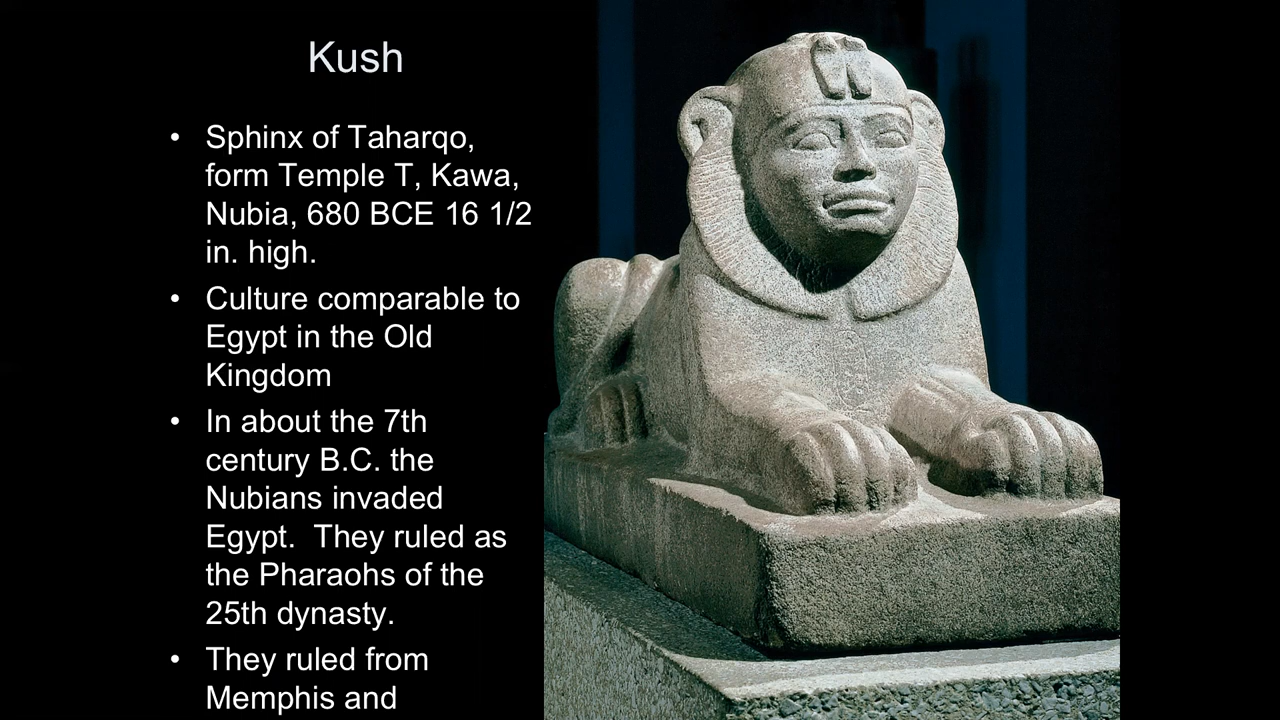 Kush
• Sphinx of Taharqo,
form Temple T, Kawa,
Nubia, 680 BCE 16 1/2
in. high.
• Culture comparable to
Egypt in the Old
Kingdom
• In about the 7th
century B.C. the
Nubians invaded
Egypt.  They ruled as
the Pharaohs of the
25th dynasty.
• They ruled from
Memphis and